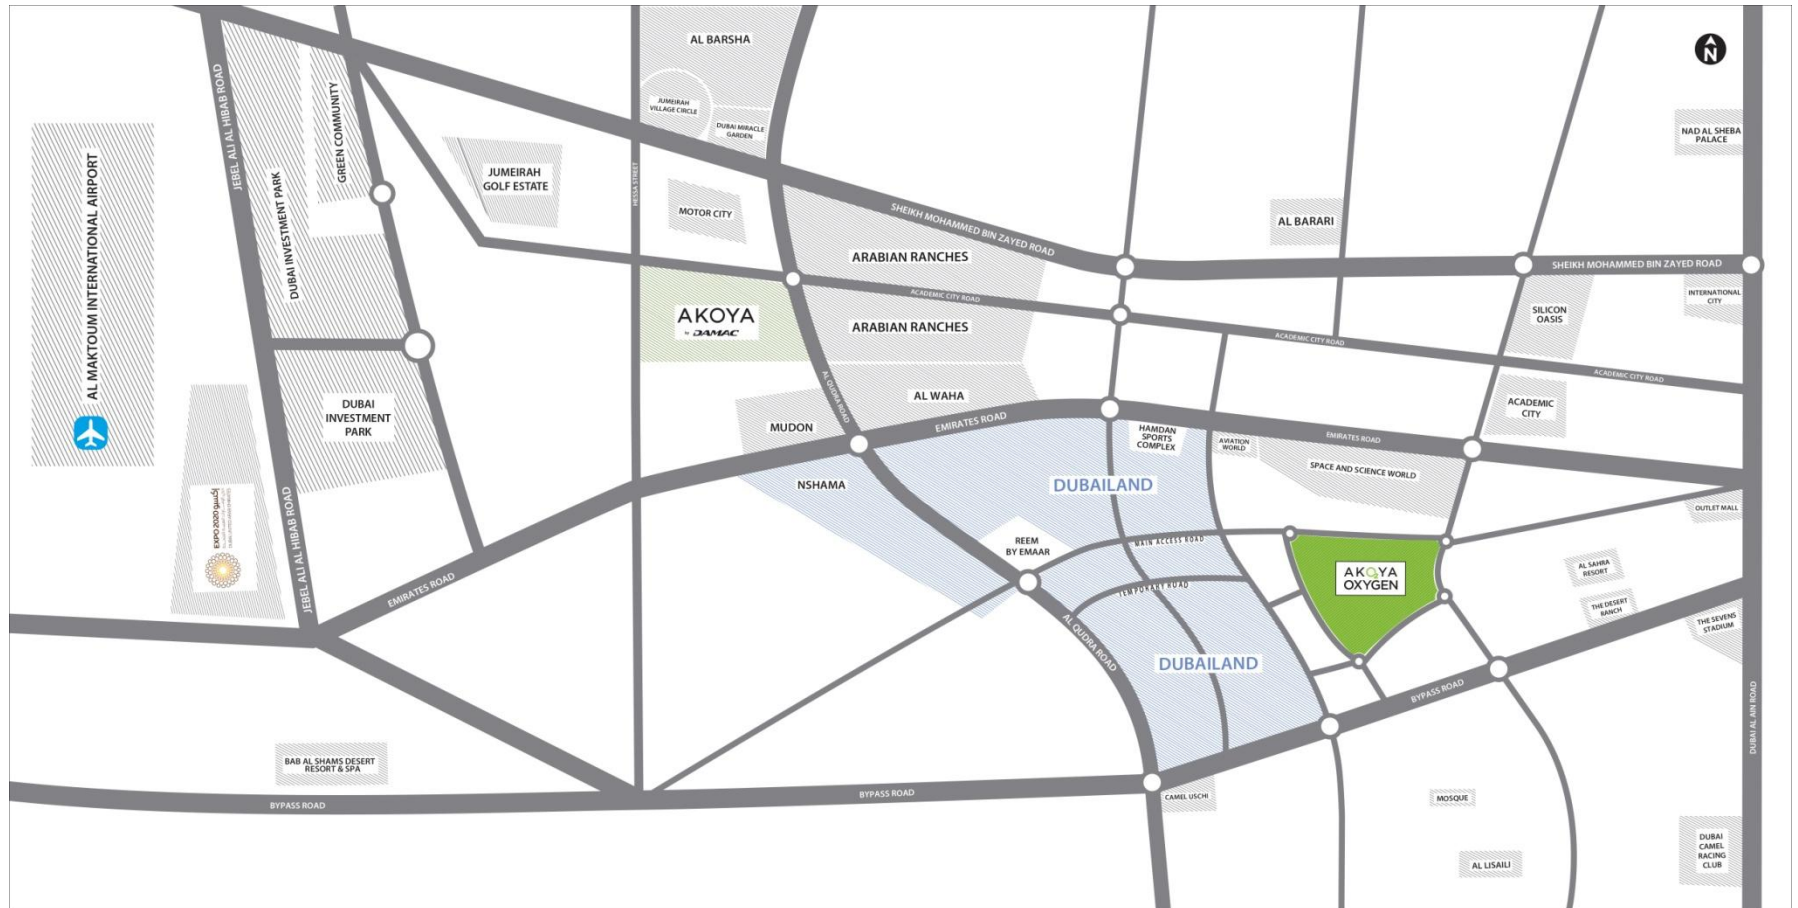 AL BARSHA
JUMEIRAH
VILLAGE CIRCLE
DUBAI MIRACLE
GARDEN
N
NAD AL SHEBA
PALACE
AL MAKTOUM INTERNATIONAL AIRPORT
JEBEL ALI AL HIBAB ROAD
DUBAI INVESTMENT PARK
GREEN COMMUNITY
JUMEIRAH
GOLF ESTATE
HESSA STREET
MOTOR CITY
SHEIKH MOHAMMED BIN ZAYED ROAD
AL BARARI
ARABIAN RANCHES
SHEIKH MOHAMMED BIN ZAYED ROAD
INTERNATIONAL
CITY
ACADEMIC CITY ROAD
SILICON
OASIS
AKOYA
by DAMAC
ARABIAN RANCHES
ACADEMIC CITY ROAD
ACADEMIC CITY ROAD
AL QUDRA ROAD
AL WAHA
DUBAI
INVESTMENT
PARK
ACADEMIC
CITY
MUDON
EMIRATES ROAD
HAMDAN
SPORTS
COMPLEX
AVIATION
WORLD
EMIRATES ROAD
SPACE AND SCIENCE WORLD
NSHAMA
DUBAILAND
OUTLET MALL
EXPO 2020 إكسبو
JEBEL ALI AL HIBAB ROAD
REEM
BY EMAAR
MAIN ACCESS ROAD
AKO2YA
OXYGEN
AL SAHRA
RESORT
EMIRATES ROAD
TEMPORARY ROAD
THE DESERT
RANCH
THE SEVENS
STADIUM
AL QUDRA ROAD
DUBAILAND
BYPASS ROAD
DUBAI AL AIN ROAD
BAB AL SHAMS DESERT
RESORT & SPA
BYPASS ROAD
BYPASS ROAD
CAMEL USCHI
MOSQUE
DUBAI
CAMEL
RACING
CLUB
AL LISAILI